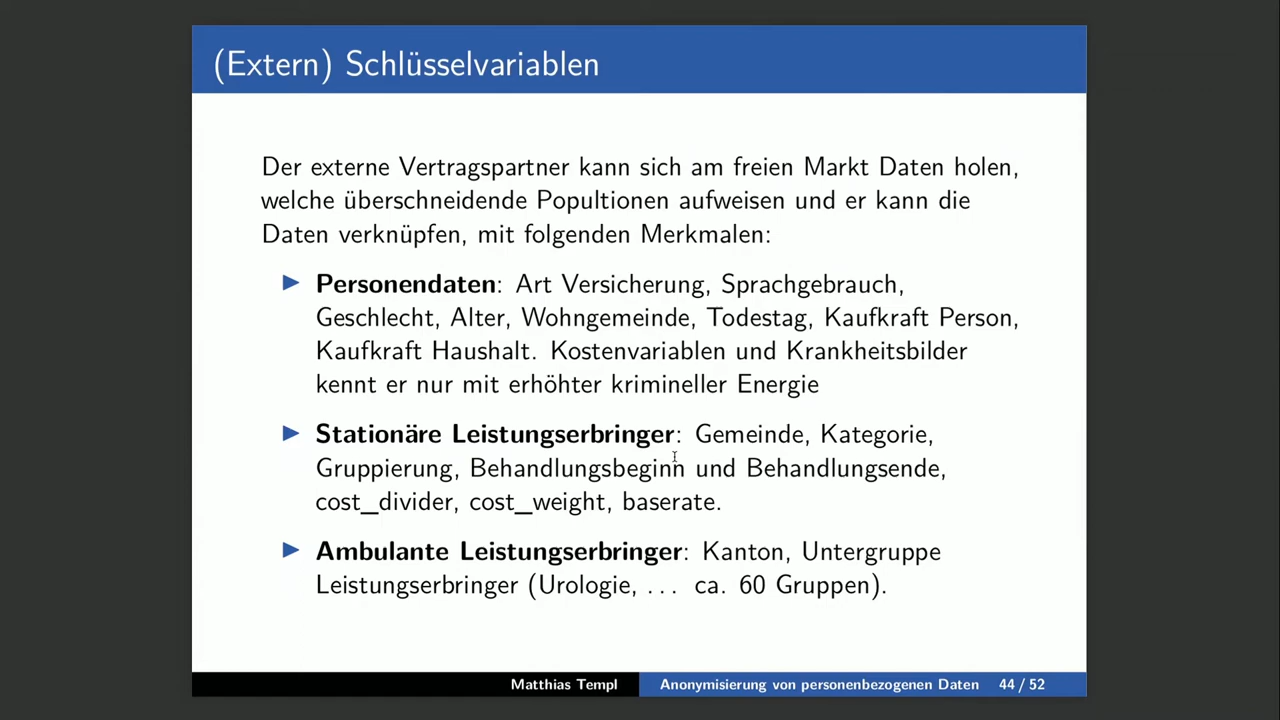 (Extern) Schlüsselvariablen
Der externe Vertragspartner kann sich am freien Markt Daten holen,
welche überschneidende Popultionen aufweisen und er kann die
Daten verknüpfen, mit folgenden Merkmalen:
▶ Personendaten: Art Versicherung, Sprachgebrauch,
Geschlecht, Alter, Wohngemeinde, Todestag, Kaufkraft Person,
Kaufkraft Haushalt. Kostenvariablen und Krankheitsbilder
kennt er nur mit erhöhter krimineller Energie
▶ Stationäre Leistungserbringer: Gemeinde, Kategorie,
Gruppierung, Behandlungsbeginn und Behandlungsende,
cost_divider, cost_weight, baserate.
▶ Ambulante Leistungserbringer: Kanton, Untergruppe
Leistungserbringer (Urologie, ... ca. 60 Gruppen).
Matthias Templ Anonymisierung von personenbezogenen Daten 44 / 52